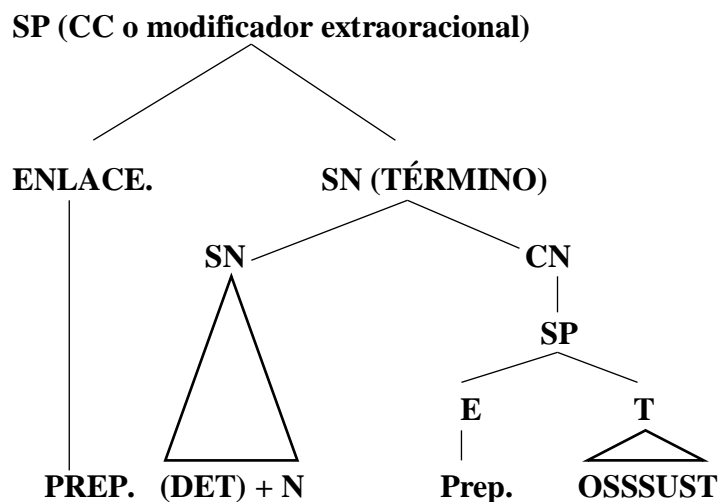 SP (CC o modificador extraoracional)
ENLACE. SN (TÉRMINO)
SN CN
SP
E T
PREP. (DET) + N Prep. OSSSUST